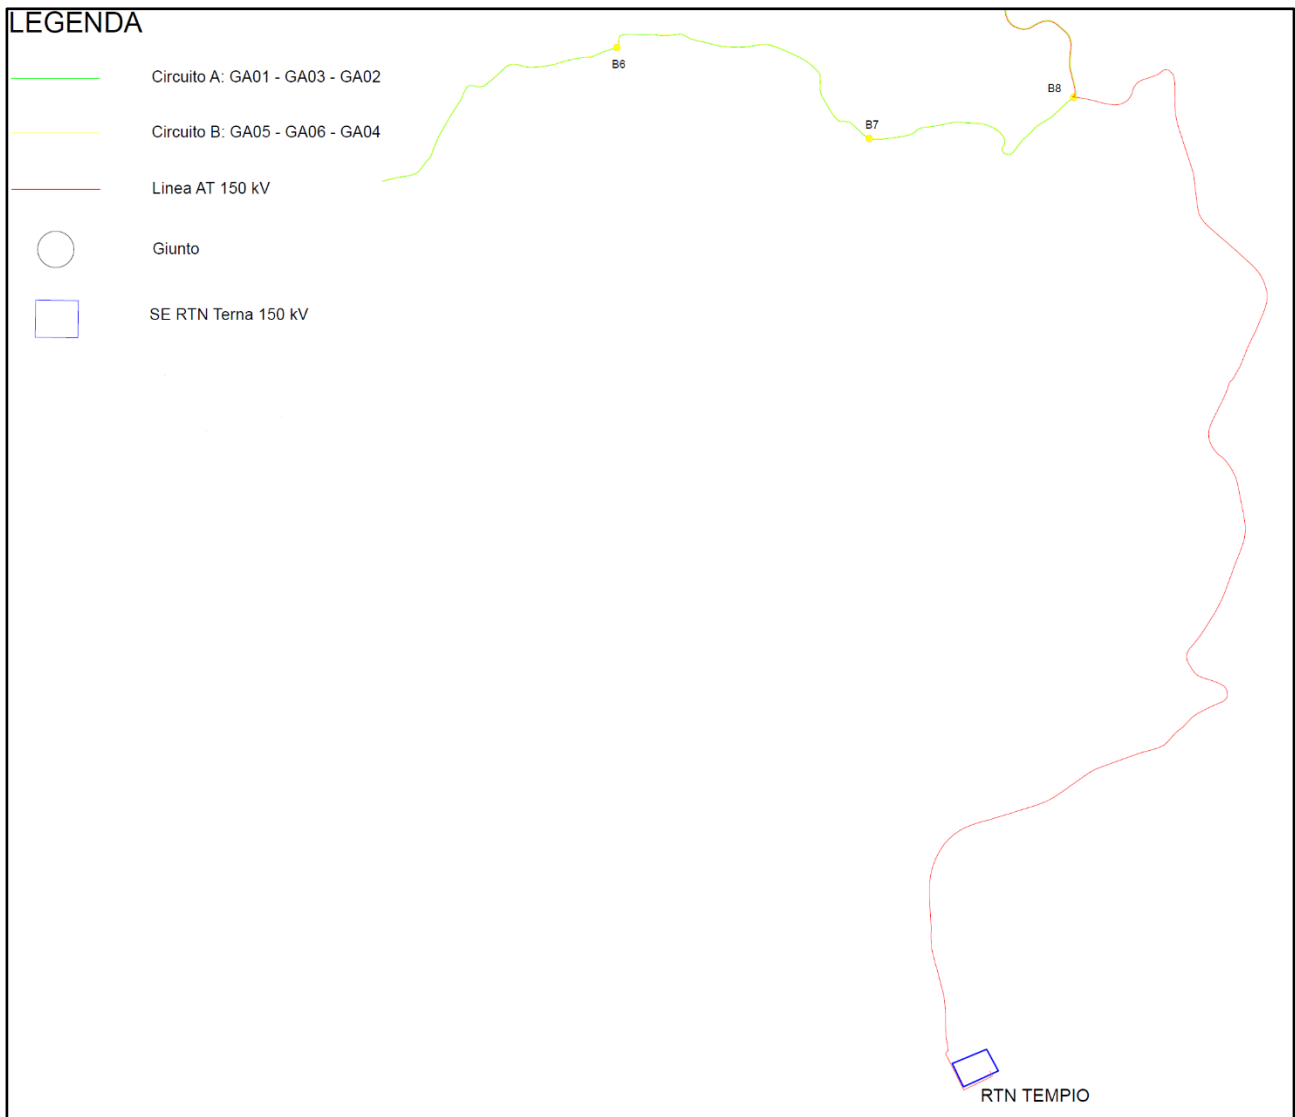 LEGENDA
Circuito A: GA01 - GA03 - GA02
Circuito B: GA05 - GA06 - GA04
Linea AT 150 kV
Giunto
SE RTN Terna 150 kV
B6
B7
B8
RTN TEMPIO